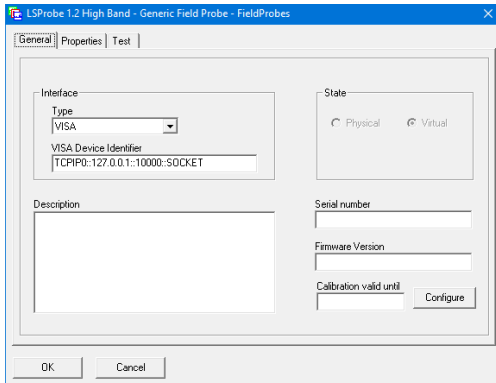 LSProbe 1.2 High Band - Generic Field Probe - FieldProbes
General Properties Test
Interface
Type
VISA
VISA Device Identifier
TCPIP0::127.0.0.1::10000::SOCKET
State
Physical Virtual
Description
Serial number
Firmware Version
Calibration valid until
Configure
OK Cancel